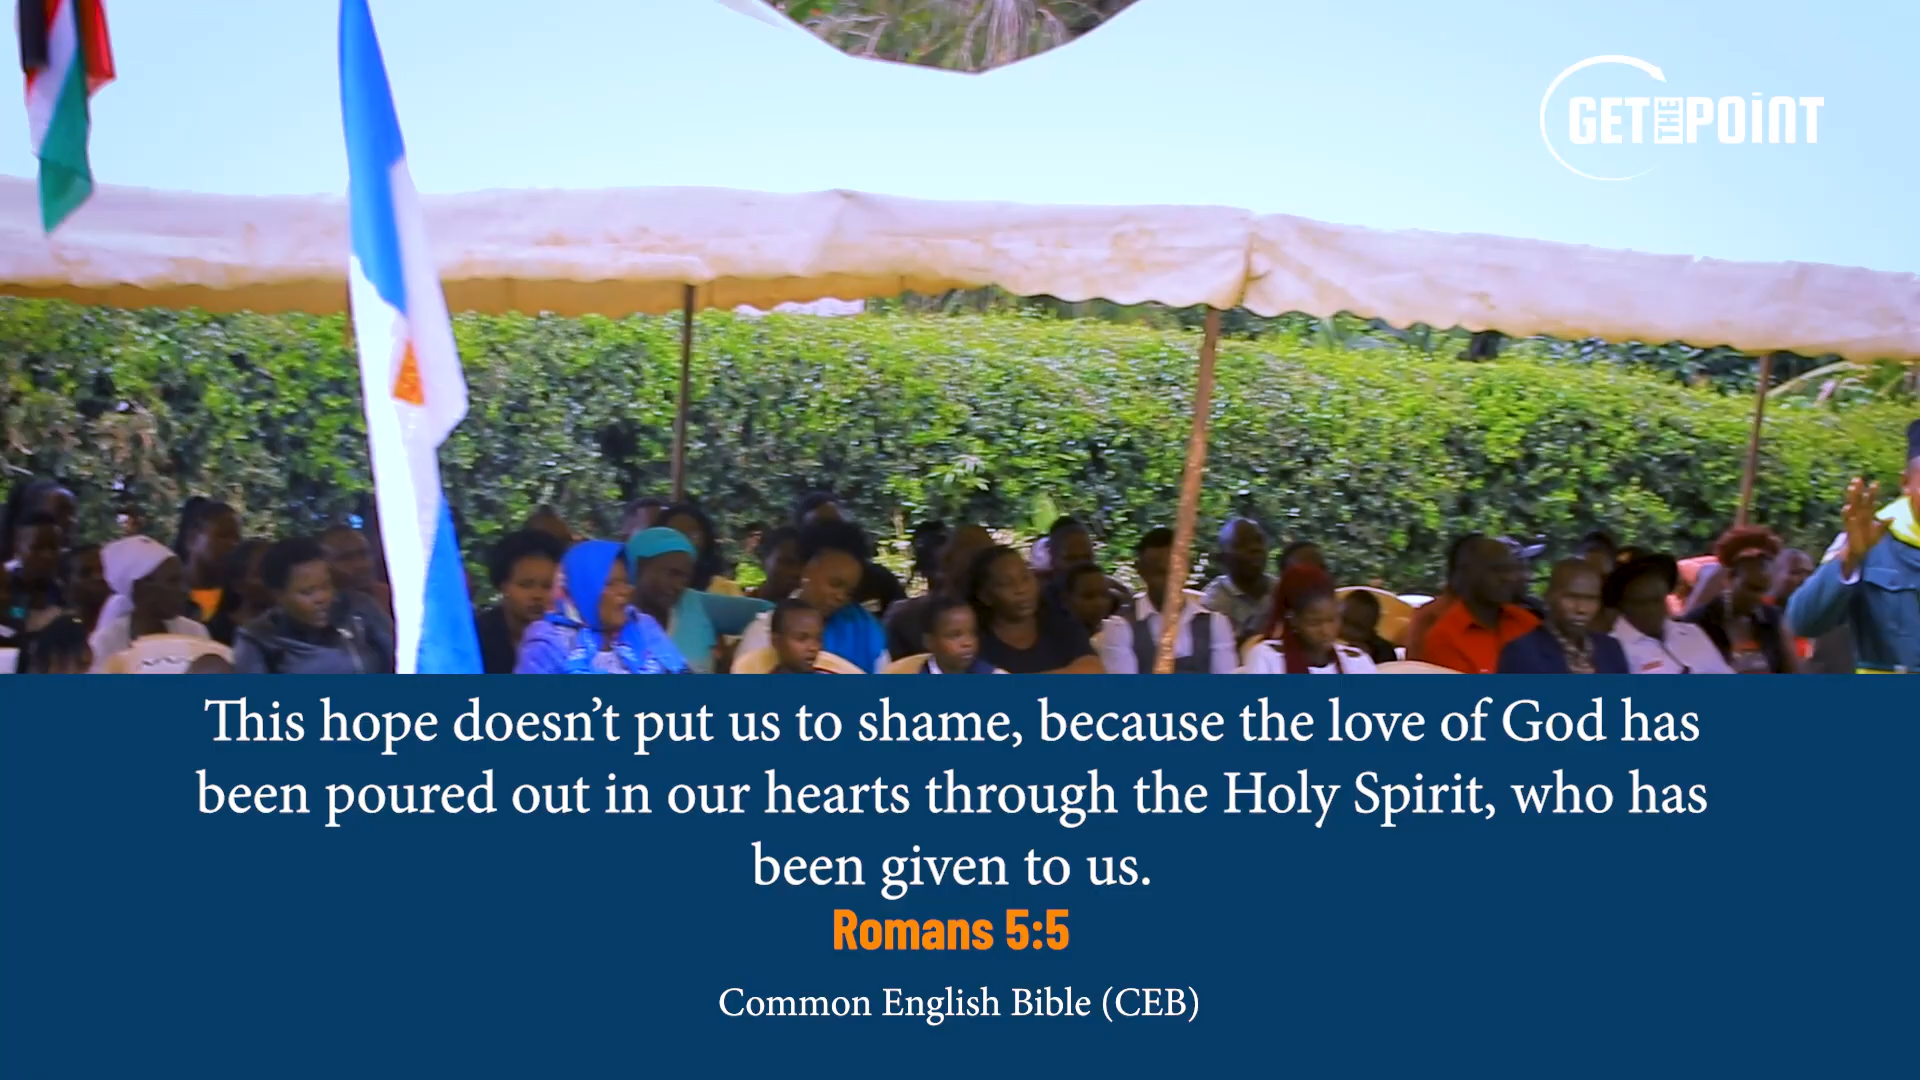 GET THE POiNT
This hope doesn’t put us to shame, because the love of God has
been poured out in our hearts through the Holy Spirit, who has
been given to us.
Romans 5:5
Common English Bible (CEB)